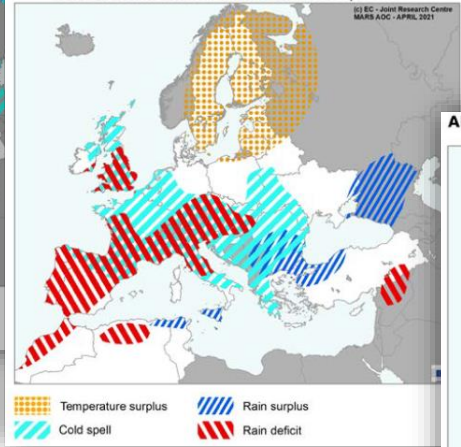 (c) EC - Joint Research Centre
MARS AOC - APRIL 2021
Temperature surplus
Rain surplus
Cold spell
Rain deficit